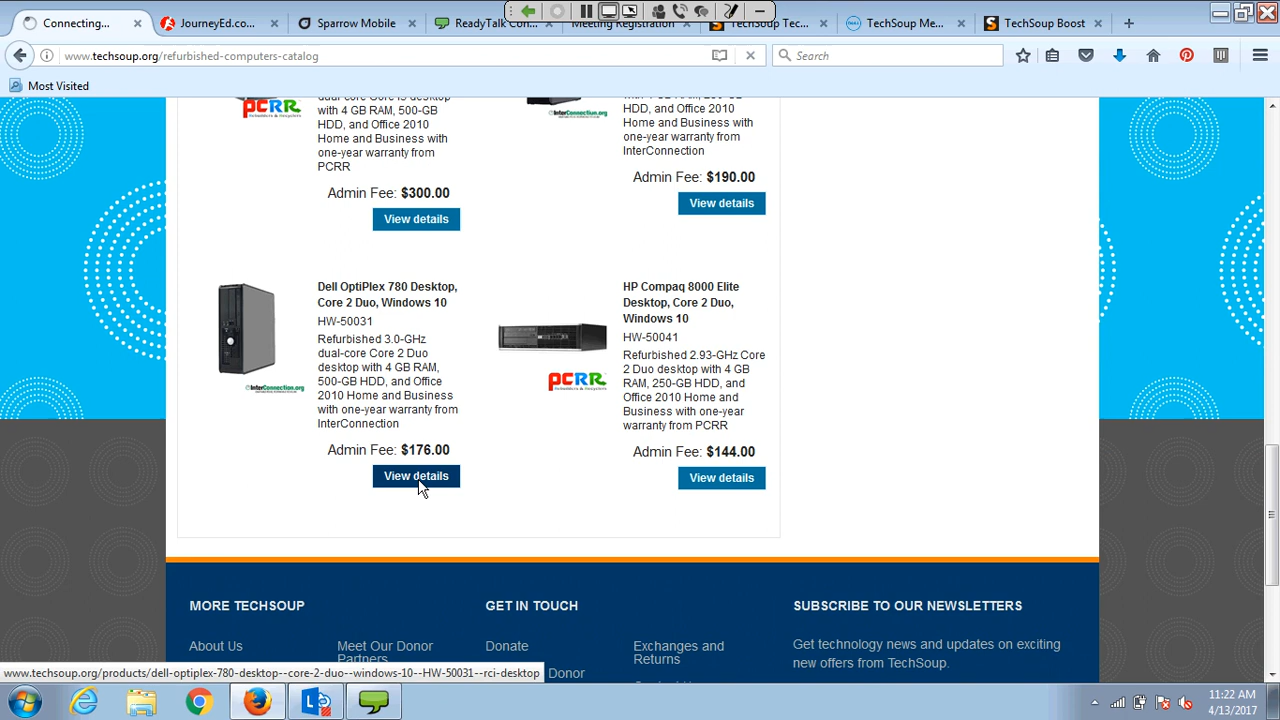 Connecting...
JourneyEd.co...
Sparrow Mobile
ReadyTalk Con...
Meeting Registration
TechSoup Tec...
TechSoup Me...
TechSoup Boost
www.techsoup.org/refurbished-computers-catalog
Search
Most Visited
with 4 GB RAM, 500-GB
HDD, and Office 2010
Home and Business
with one-year warranty from
PCRR
Admin Fee: $300.00
View details
HDD, and Office 2010
Home and Business
with one-year warranty from
InterConnection
Admin Fee: $190.00
View details
PCRR
InterConnection.org
Dell OptiPlex 780 Desktop,
Core 2 Duo, Windows 10
HW-50031
Refurbished 3.0-GHz
dual-core Core 2 Duo
desktop with 4 GB RAM,
500-GB HDD, and Office
2010 Home and Business
with one-year warranty from
InterConnection
Admin Fee: $176.00
View details
InterConnection.org
HP Compaq 8000 Elite
Desktop, Core 2 Duo,
Windows 10
HW-50041
Refurbished 2.93-GHz Core
2 Duo desktop with 4 GB
RAM, 250-GB HDD, and
Office 2010 Home and
Business with one-year
warranty from PCRR
Admin Fee: $144.00
View details
PCRR
MORE TECHSOUP
About Us
Meet Our Donor
Partners
GET IN TOUCH
Donate
Donor
Exchanges and
Returns
SUBSCRIBE TO OUR NEWSLETTERS
Get technology news and updates on exciting
new offers from TechSoup.
www.techsoup.org/products/dell-optiplex-780-desktop--core-2-duo--windows-10--HW-50031--rci-desktop
11:22 AM
4/13/2017